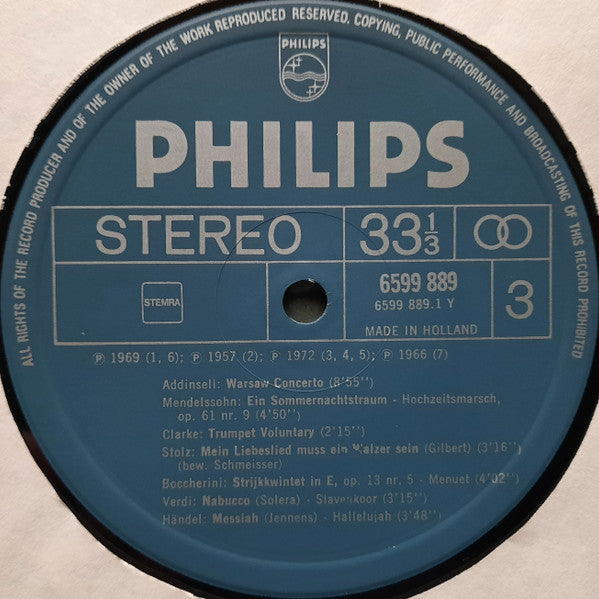 ALL RIGHTS OF THE RECORD PRODUCER AND OF THE OWNER OF THE WORK REPRODUCED RESERVED. COPYING, PUBLIC PERFORMANCE AND BROADCASTING OF THIS RECORD PROHIBITED
PHILIPS
PHILIPS
STEREO 33 1/3
STEMRA
6599 889
6599 889.1 Y
3
MADE IN HOLLAND
℗ 1969 (1, 6); ℗ 1957 (2); ℗ 1972 (3, 4, 5); ℗ 1966 (7)
Addinsell: Warsaw Concerto (8'55'')
Mendelssohn: Ein Sommernachtstraum - Hochzeitsmarsch,
op. 61 nr. 9 (4'50'')
Clarke: Trumpet Voluntary (2'15'')
Stolz: Mein Liebeslied muss ein Walzer sein (Gilbert) (3'16'')
(bew. Schmeisser)
Boccherini: Strijkkwintet in E, op. 13 nr. 5 - Menuet (4'02'')
Verdi: Nabucco (Solera) - Slavenkoor (3'15'')
Händel: Messiah (Jennens) - Hallelujah (3'48'')